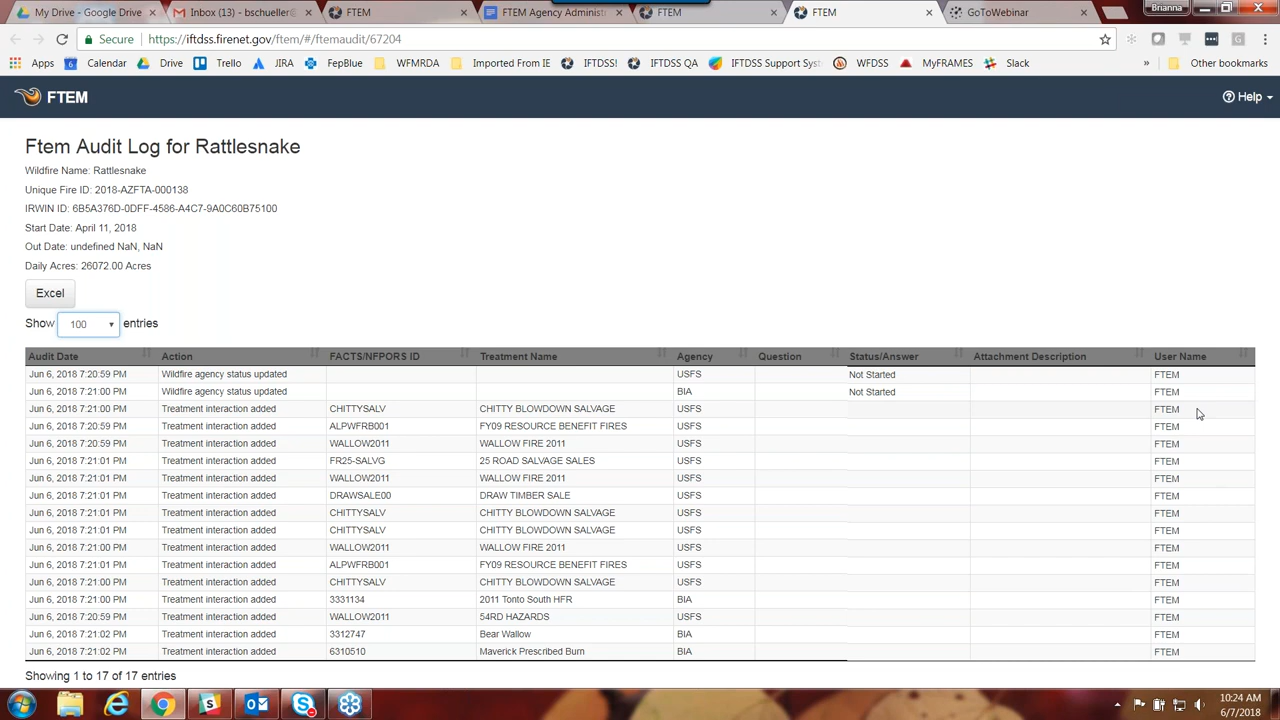 My Drive - Google Drive
Inbox (13) - bschueller@
FTEM
FTEM Agency Administ
FTEM
FTEM
GoToWebinar
Brianna
Secure
https://iftdss.firenet.gov/ftem/#/ftemaudit/67204
Apps
Calendar
Drive
Trello
JIRA
FepBlue
WFMRDA
Imported From IE
IFTDSS!
IFTDSS QA
IFTDSS Support Syst
WFDSS
MyFRAMES
Slack
»
Other bookmarks
FTEM
Help
Ftem Audit Log for Rattlesnake
Wildfire Name: Rattlesnake
Unique Fire ID: 2018-AZFTA-000138
IRWIN ID: 6B5A376D-0DFF-4586-A4C7-9A0C60B75100
Start Date: April 11, 2018
Out Date: undefined NaN, NaN
Daily Acres: 26072.00 Acres
Excel
Show 100 entries
Audit Date Action FACTS/NFPORS ID Treatment Name Agency Question Status/Answer Attachment Description User Name
Jun 6, 2018 7:20:59 PM Wildfire agency status updated USFS Not Started FTEM
Jun 6, 2018 7:21:00 PM Wildfire agency status updated BIA Not Started FTEM
Jun 6, 2018 7:21:00 PM Treatment interaction added CHITTYSALV CHITTY BLOWDOWN SALVAGE USFS FTEM
Jun 6, 2018 7:20:59 PM Treatment interaction added ALPWFRB001 FY09 RESOURCE BENEFIT FIRES USFS FTEM
Jun 6, 2018 7:20:59 PM Treatment interaction added WALLOW2011 WALLOW FIRE 2011 USFS FTEM
Jun 6, 2018 7:21:01 PM Treatment interaction added FR25-SALVG 25 ROAD SALVAGE SALES USFS FTEM
Jun 6, 2018 7:21:01 PM Treatment interaction added WALLOW2011 WALLOW FIRE 2011 USFS FTEM
Jun 6, 2018 7:21:01 PM Treatment interaction added DRAWSALE00 DRAW TIMBER SALE USFS FTEM
Jun 6, 2018 7:21:01 PM Treatment interaction added CHITTYSALV CHITTY BLOWDOWN SALVAGE USFS FTEM
Jun 6, 2018 7:21:01 PM Treatment interaction added CHITTYSALV CHITTY BLOWDOWN SALVAGE USFS FTEM
Jun 6, 2018 7:21:00 PM Treatment interaction added WALLOW2011 WALLOW FIRE 2011 USFS FTEM
Jun 6, 2018 7:21:00 PM Treatment interaction added ALPWFRB001 FY09 RESOURCE BENEFIT FIRES USFS FTEM
Jun 6, 2018 7:21:00 PM Treatment interaction added CHITTYSALV CHITTY BLOWDOWN SALVAGE USFS FTEM
Jun 6, 2018 7:21:00 PM Treatment interaction added 3331134 2011 Tonto South HFR BIA FTEM
Jun 6, 2018 7:20:59 PM Treatment interaction added WALLOW2011 54RD HAZARDS USFS FTEM
Jun 6, 2018 7:21:02 PM Treatment interaction added 3312747 Bear Wallow BIA FTEM
Jun 6, 2018 7:21:02 PM Treatment interaction added 6310510 Maverick Prescribed Burn BIA FTEM
Showing 1 to 17 of 17 entries
10:24 AM
6/7/2018